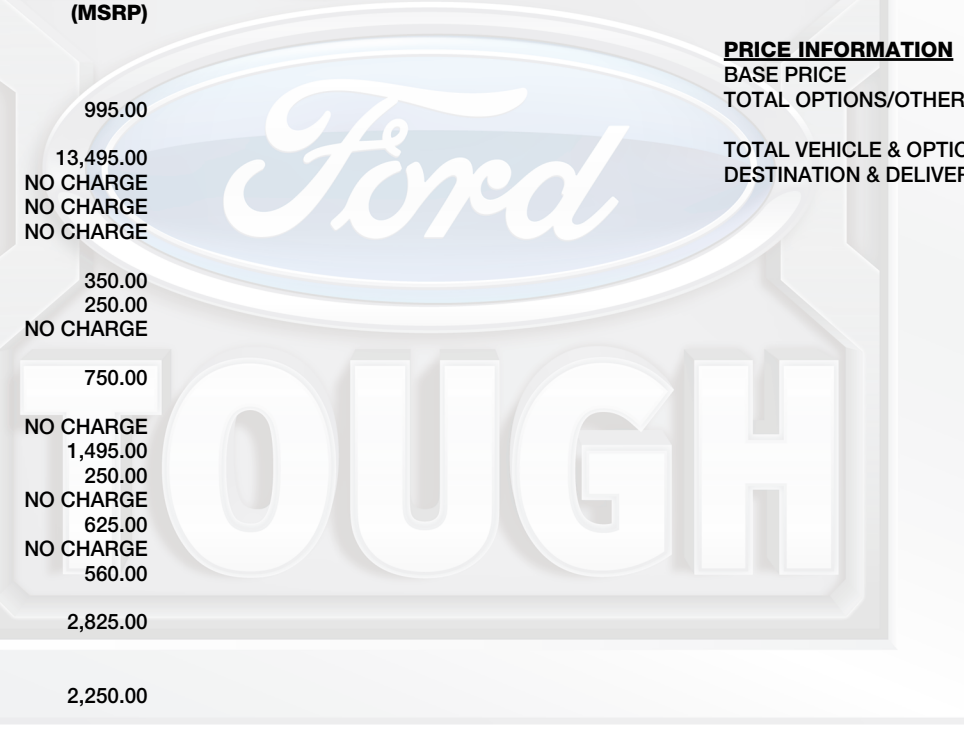 (MSRP)
995.00
13,495.00
NO CHARGE
NO CHARGE
NO CHARGE
350.00
250.00
NO CHARGE
750.00
NO CHARGE
1,495.00
250.00
NO CHARGE
625.00
NO CHARGE
560.00
2,825.00
2,250.00
PRICE INFORMATION
BASE PRICE
TOTAL OPTIONS/OTHER
TOTAL VEHICLE & OPTIO
DESTINATION & DELIVER
Ford
TOUGH